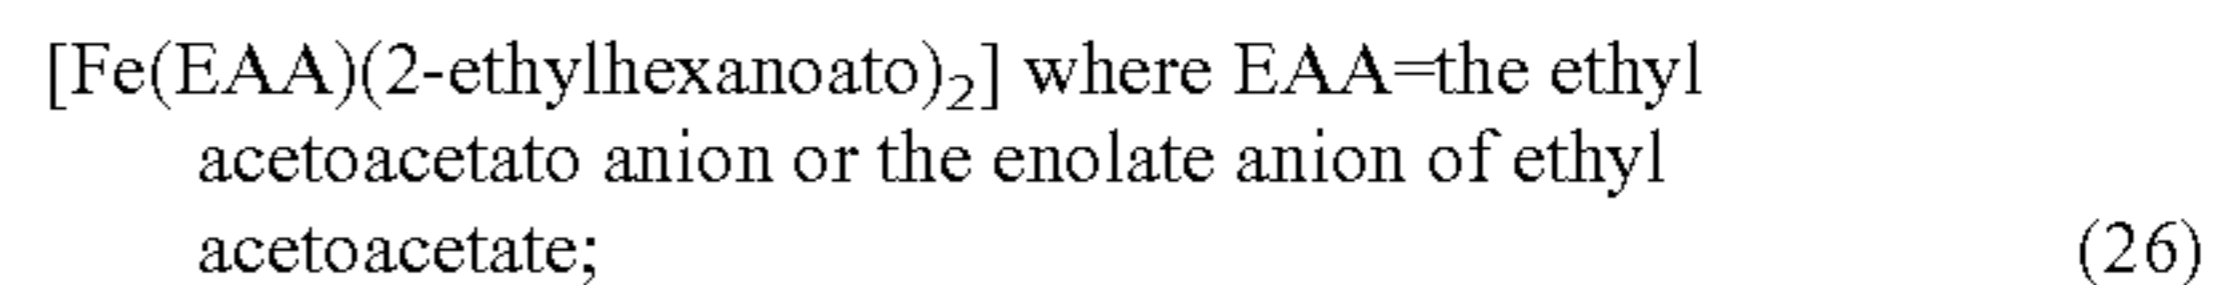 [Fe(EAA)(2-ethylhexanoato)₂] where EAA=the ethyl
acetoacetato anion or the enolate anion of ethyl
acetoacetate; (26)